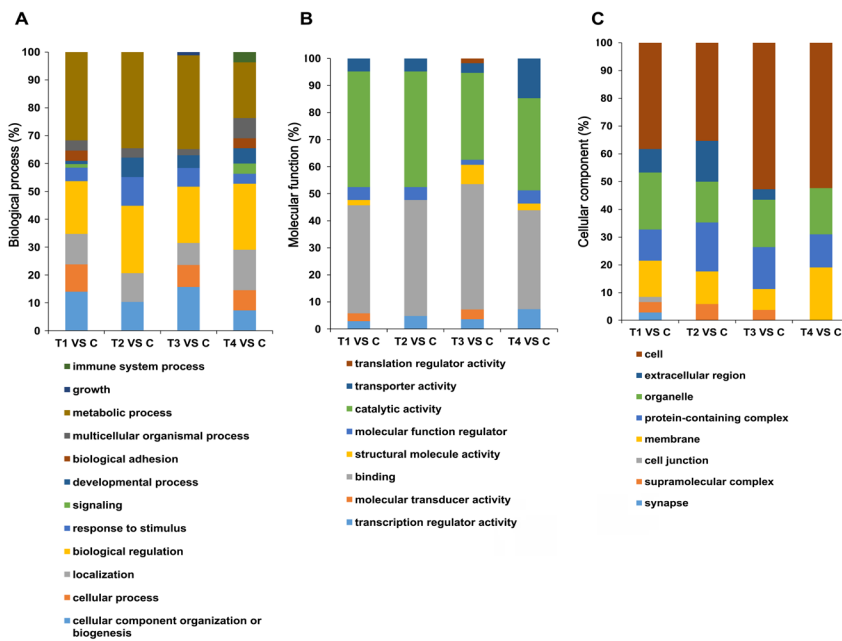 A
Biological process (%)
100
90
80
70
60
50
40
30
20
10
0
T1 VS C T2 VS C T3 VS C T4 VS C
immune system process
growth
metabolic process
multicellular organismal process
biological adhesion
developmental process
signaling
response to stimulus
biological regulation
localization
cellular process
cellular component organization or
biogenesis
B
Molecular function (%)
100
90
80
70
60
50
40
30
20
10
0
T1 VS C T2 VS C T3 VS C T4 VS C
translation regulator activity
transporter activity
catalytic activity
molecular function regulator
structural molecule activity
binding
molecular transducer activity
transcription regulator activity
C
Cellular component (%)
100
90
80
70
60
50
40
30
20
10
0
T1 VS C T2 VS C T3 VS C T4 VS C
cell
extracellular region
organelle
protein-containing complex
membrane
cell junction
supramolecular complex
synapse